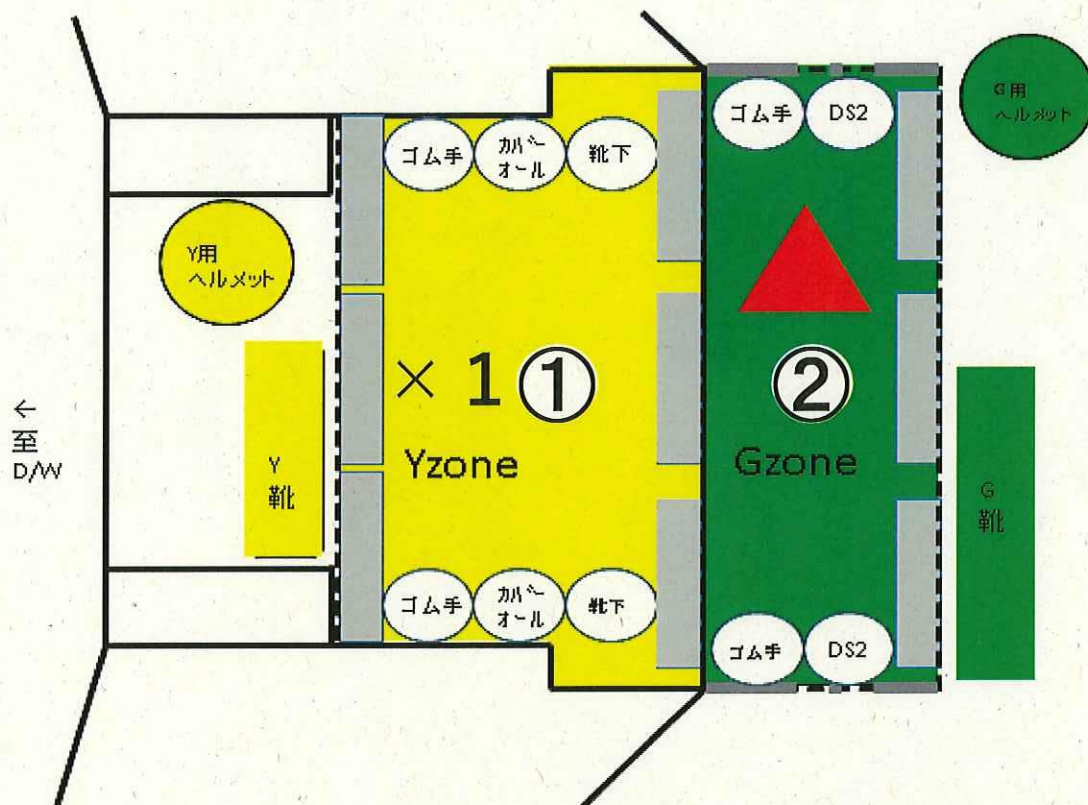 G用
ヘルメット
ゴム手
DS2
ゴム手
カバー
オール
靴下
Y用
ヘルメット
← 
至
D/W
× 1 ①
②
Yzone
Gzone
Y
靴
G
靴
ゴム手
カバー
オール
靴下
ゴム手
DS2